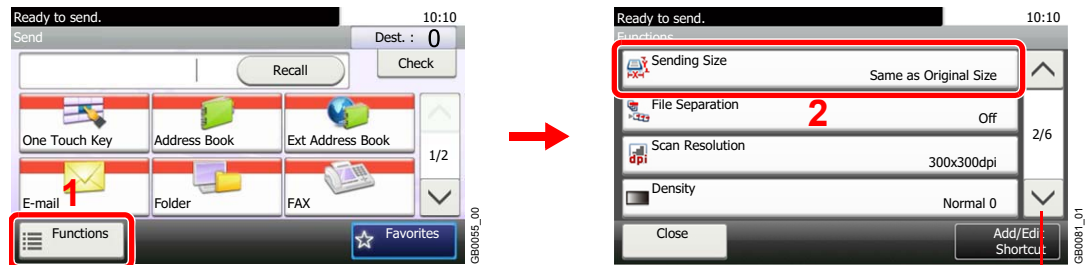 Ready to send.
10:10
Send
Dest. : 0
Recall
Check
One Touch Key
Address Book
Ext Address Book
1/2
E-mail
1
Folder
FAX
Functions
Favorites
GB0055_00
Ready to send.
10:10
Functions
Sending Size
Same as Original Size
File Separation
2
Off
2/6
dpi
Scan Resolution
300x300dpi
Density
Normal 0
Close
Add/Edit
Shortcut
GB0081_01